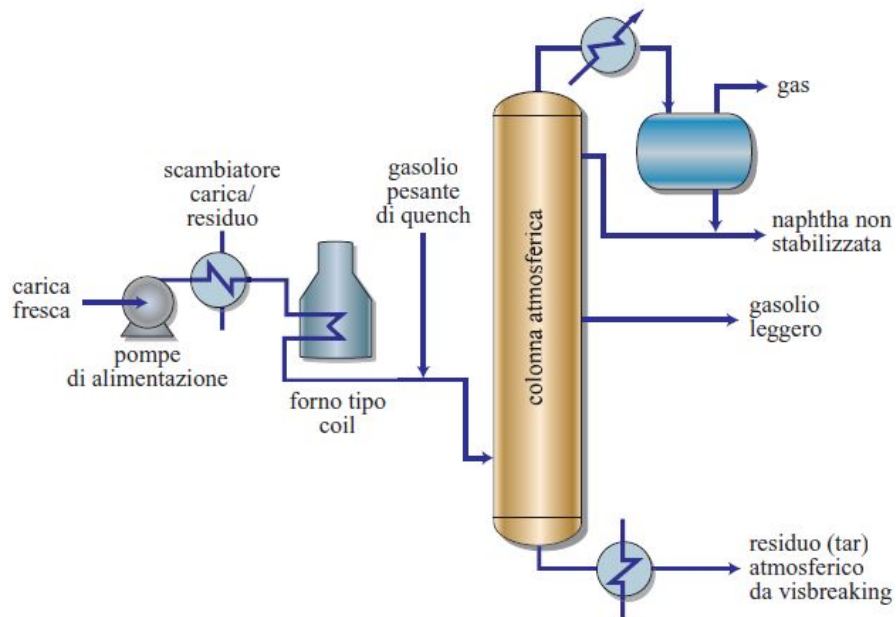 scambiatore
carica/
residuo
carica
fresca
pompe
di alimentazione
forno tipo
coil
gasolio
pesante
di quench
colonna atmosferica
gas
naphtha non
stabilizzata
gasolio
leggero
residuo (tar)
atmosferico
da visbreaking